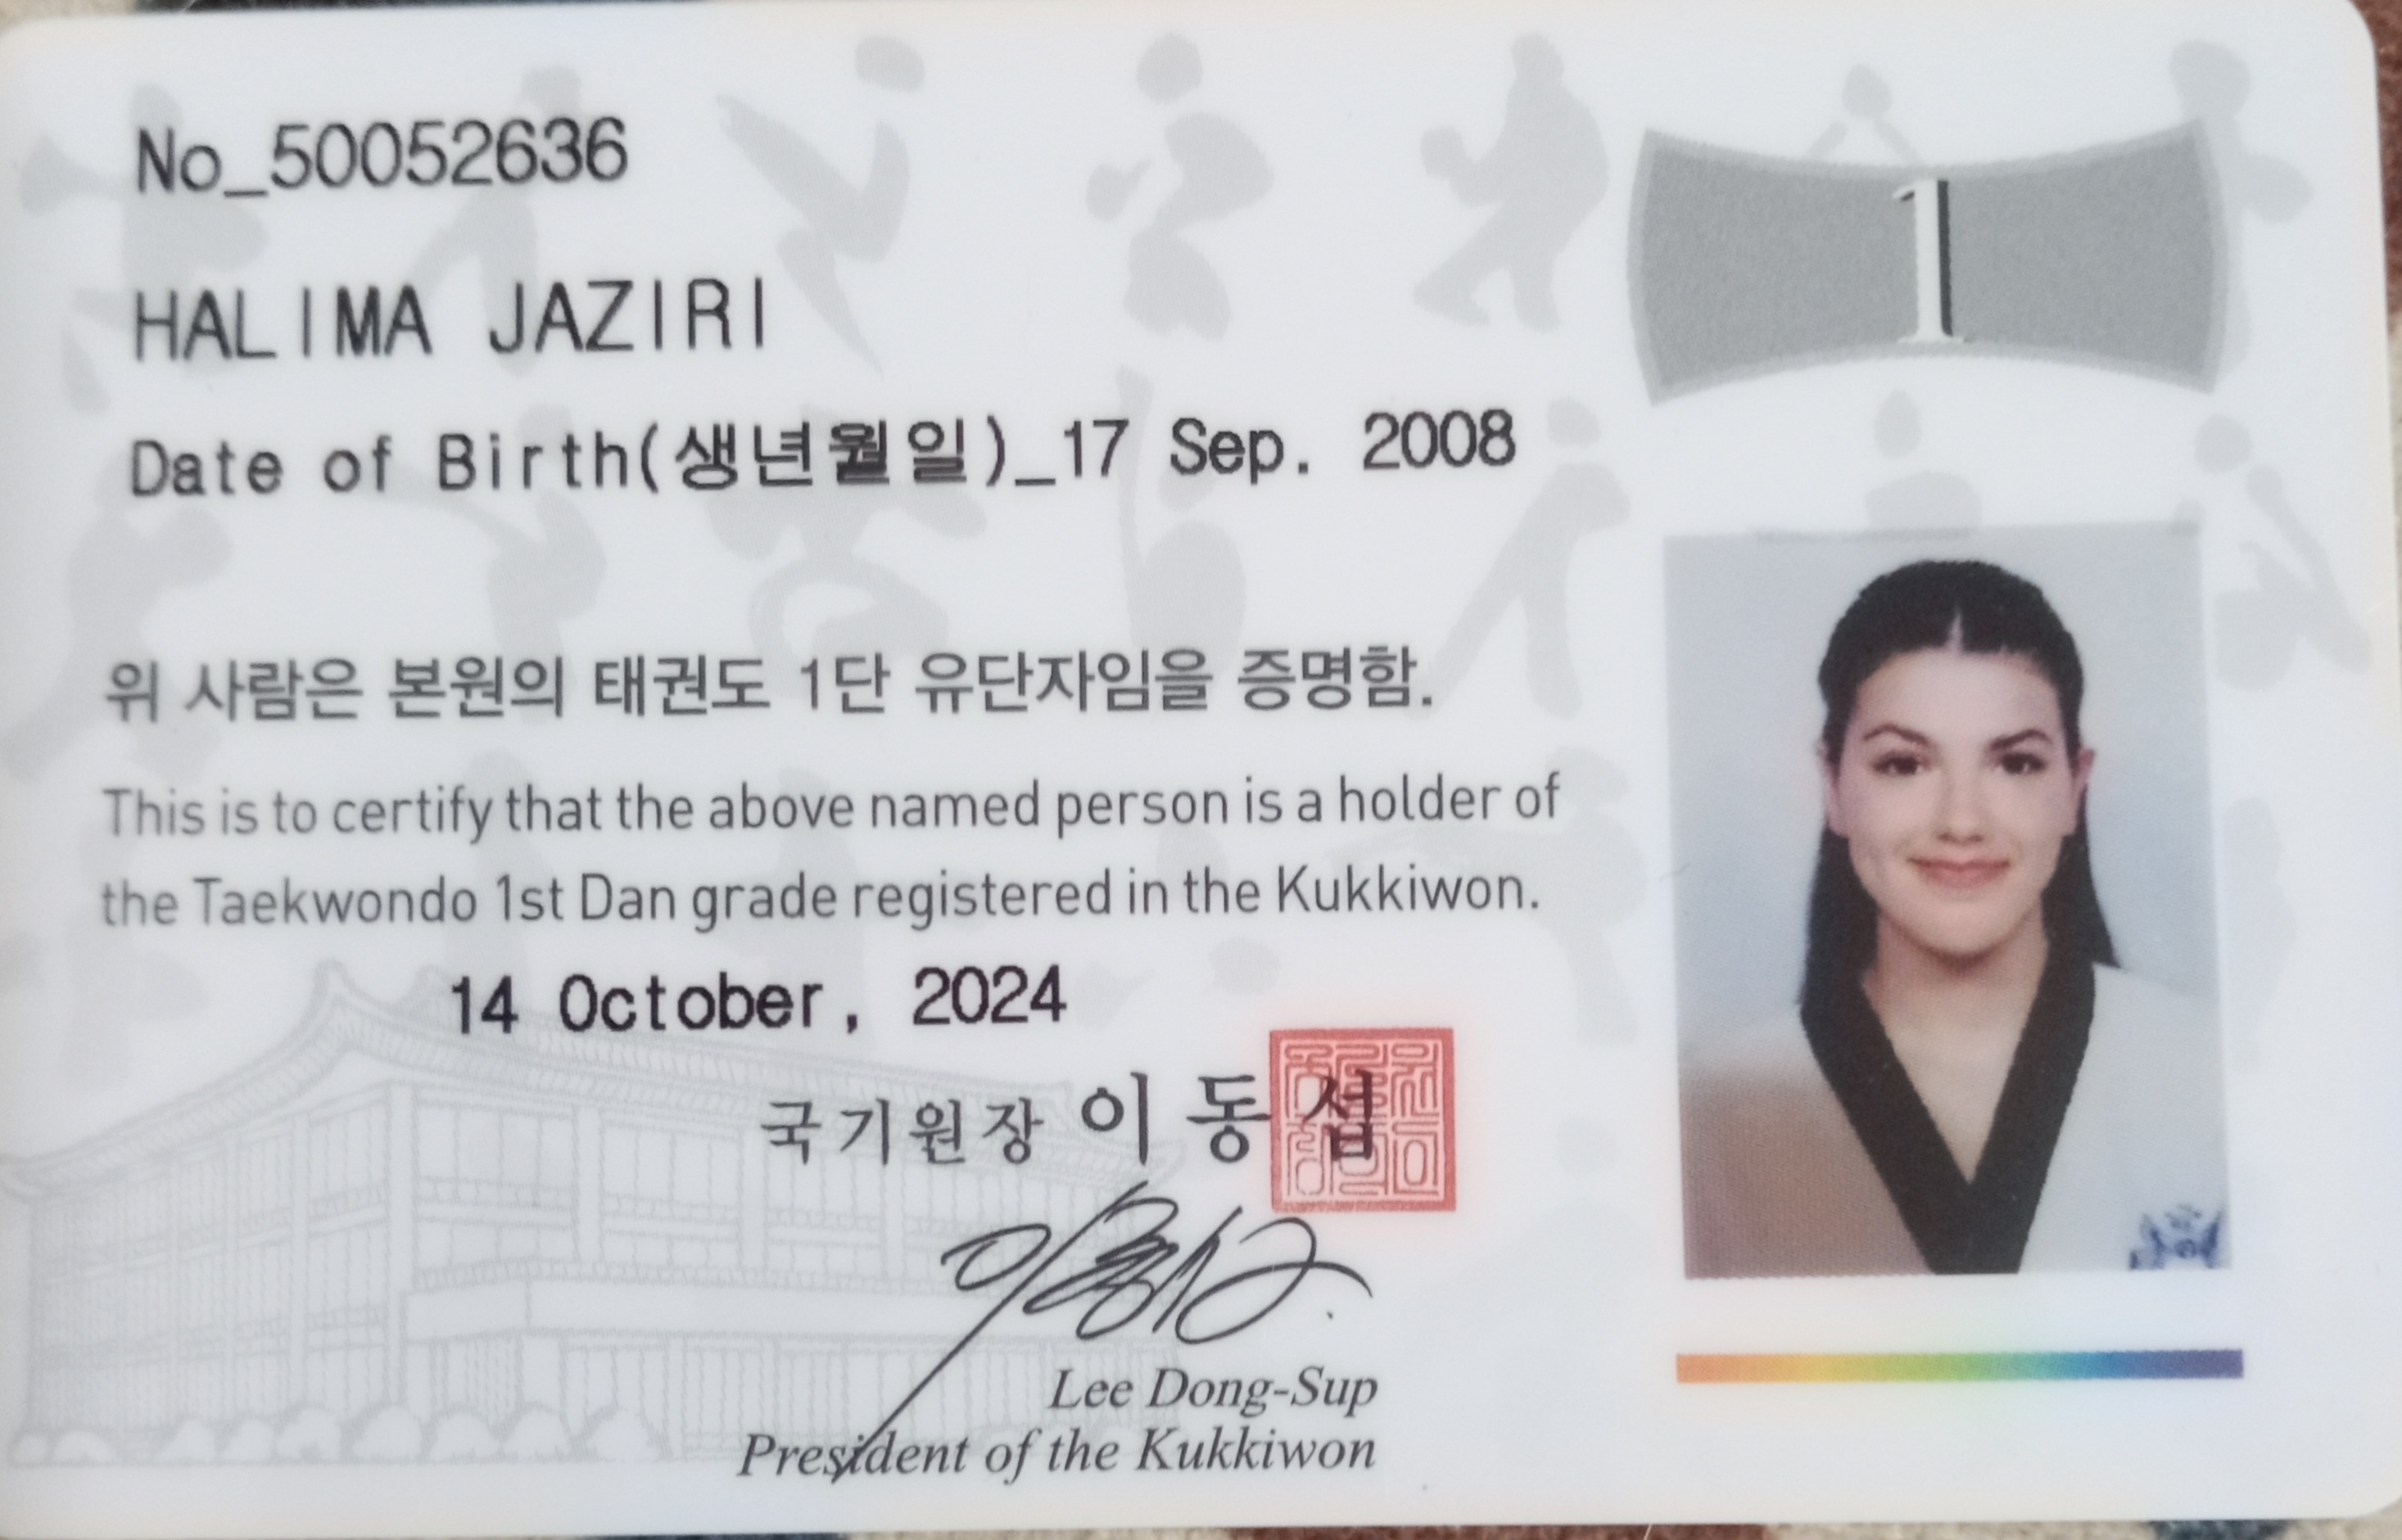 No_50052636
1
HALIMA JAZIRI
Date of Birth(생년월일)_17 Sep. 2008
위 사람은 본원의 태권도 1단 유단자임을 증명함.
This is to certify that the above named person is a holder of
the Taekwondo 1st Dan grade registered in the Kukkiwon.
14 October, 2024
국기원장 이동섭
Lee Dong-Sup
President of the Kukkiwon